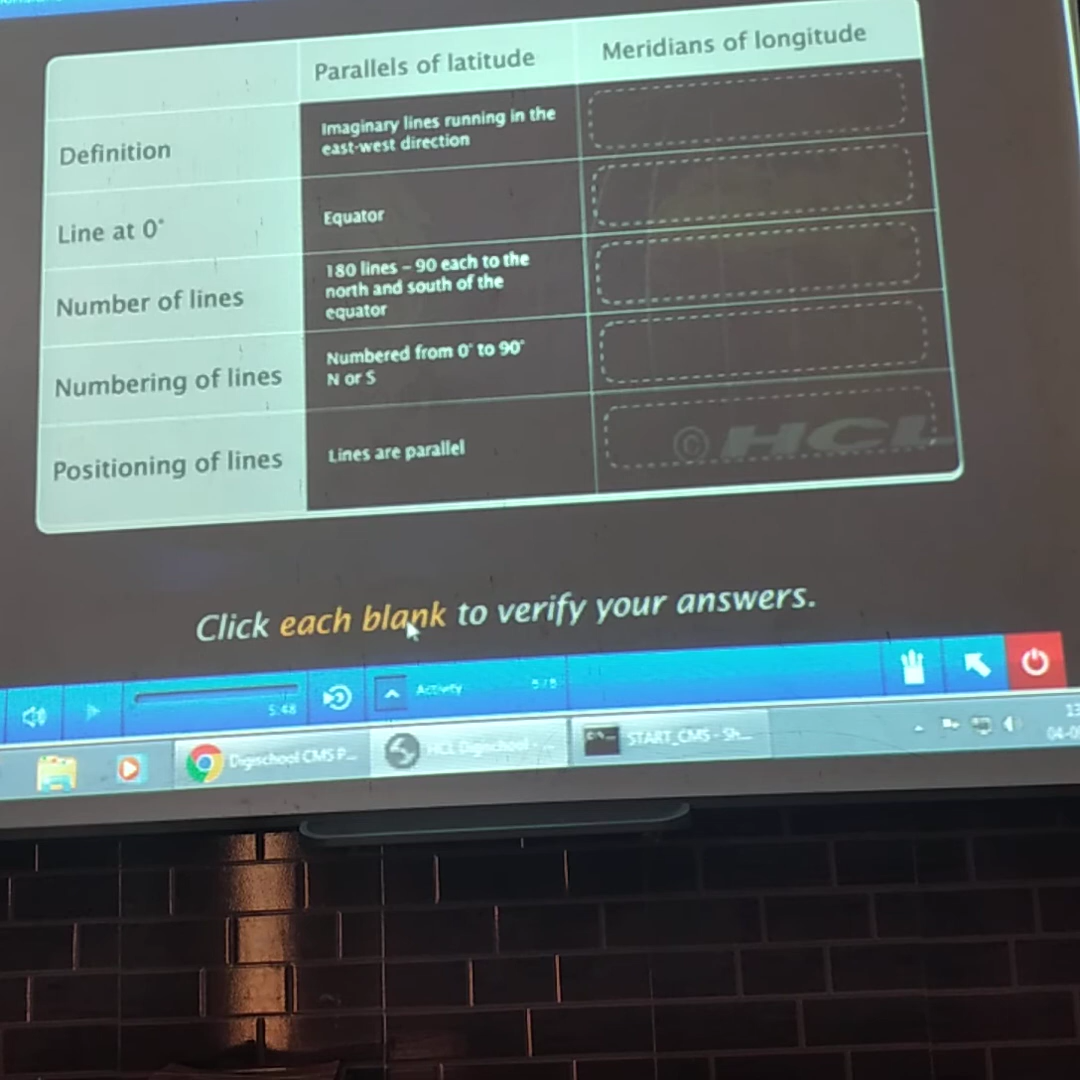 Parallels of latitude
Meridians of longitude
Definition
Imaginary lines running in the
east-west direction
Line at 0°
Equator
Number of lines
180 lines – 90 each to the
north and south of the
equator
Numbering of lines
Numbered from 0° to 90°
N or S
Positioning of lines
Lines are parallel
© HCL
Click each blank to verify your answers.
5:48
Activity
5/5
Digischool CMS P...
HCL Digischool - ...
START_CMS - Sh...
13